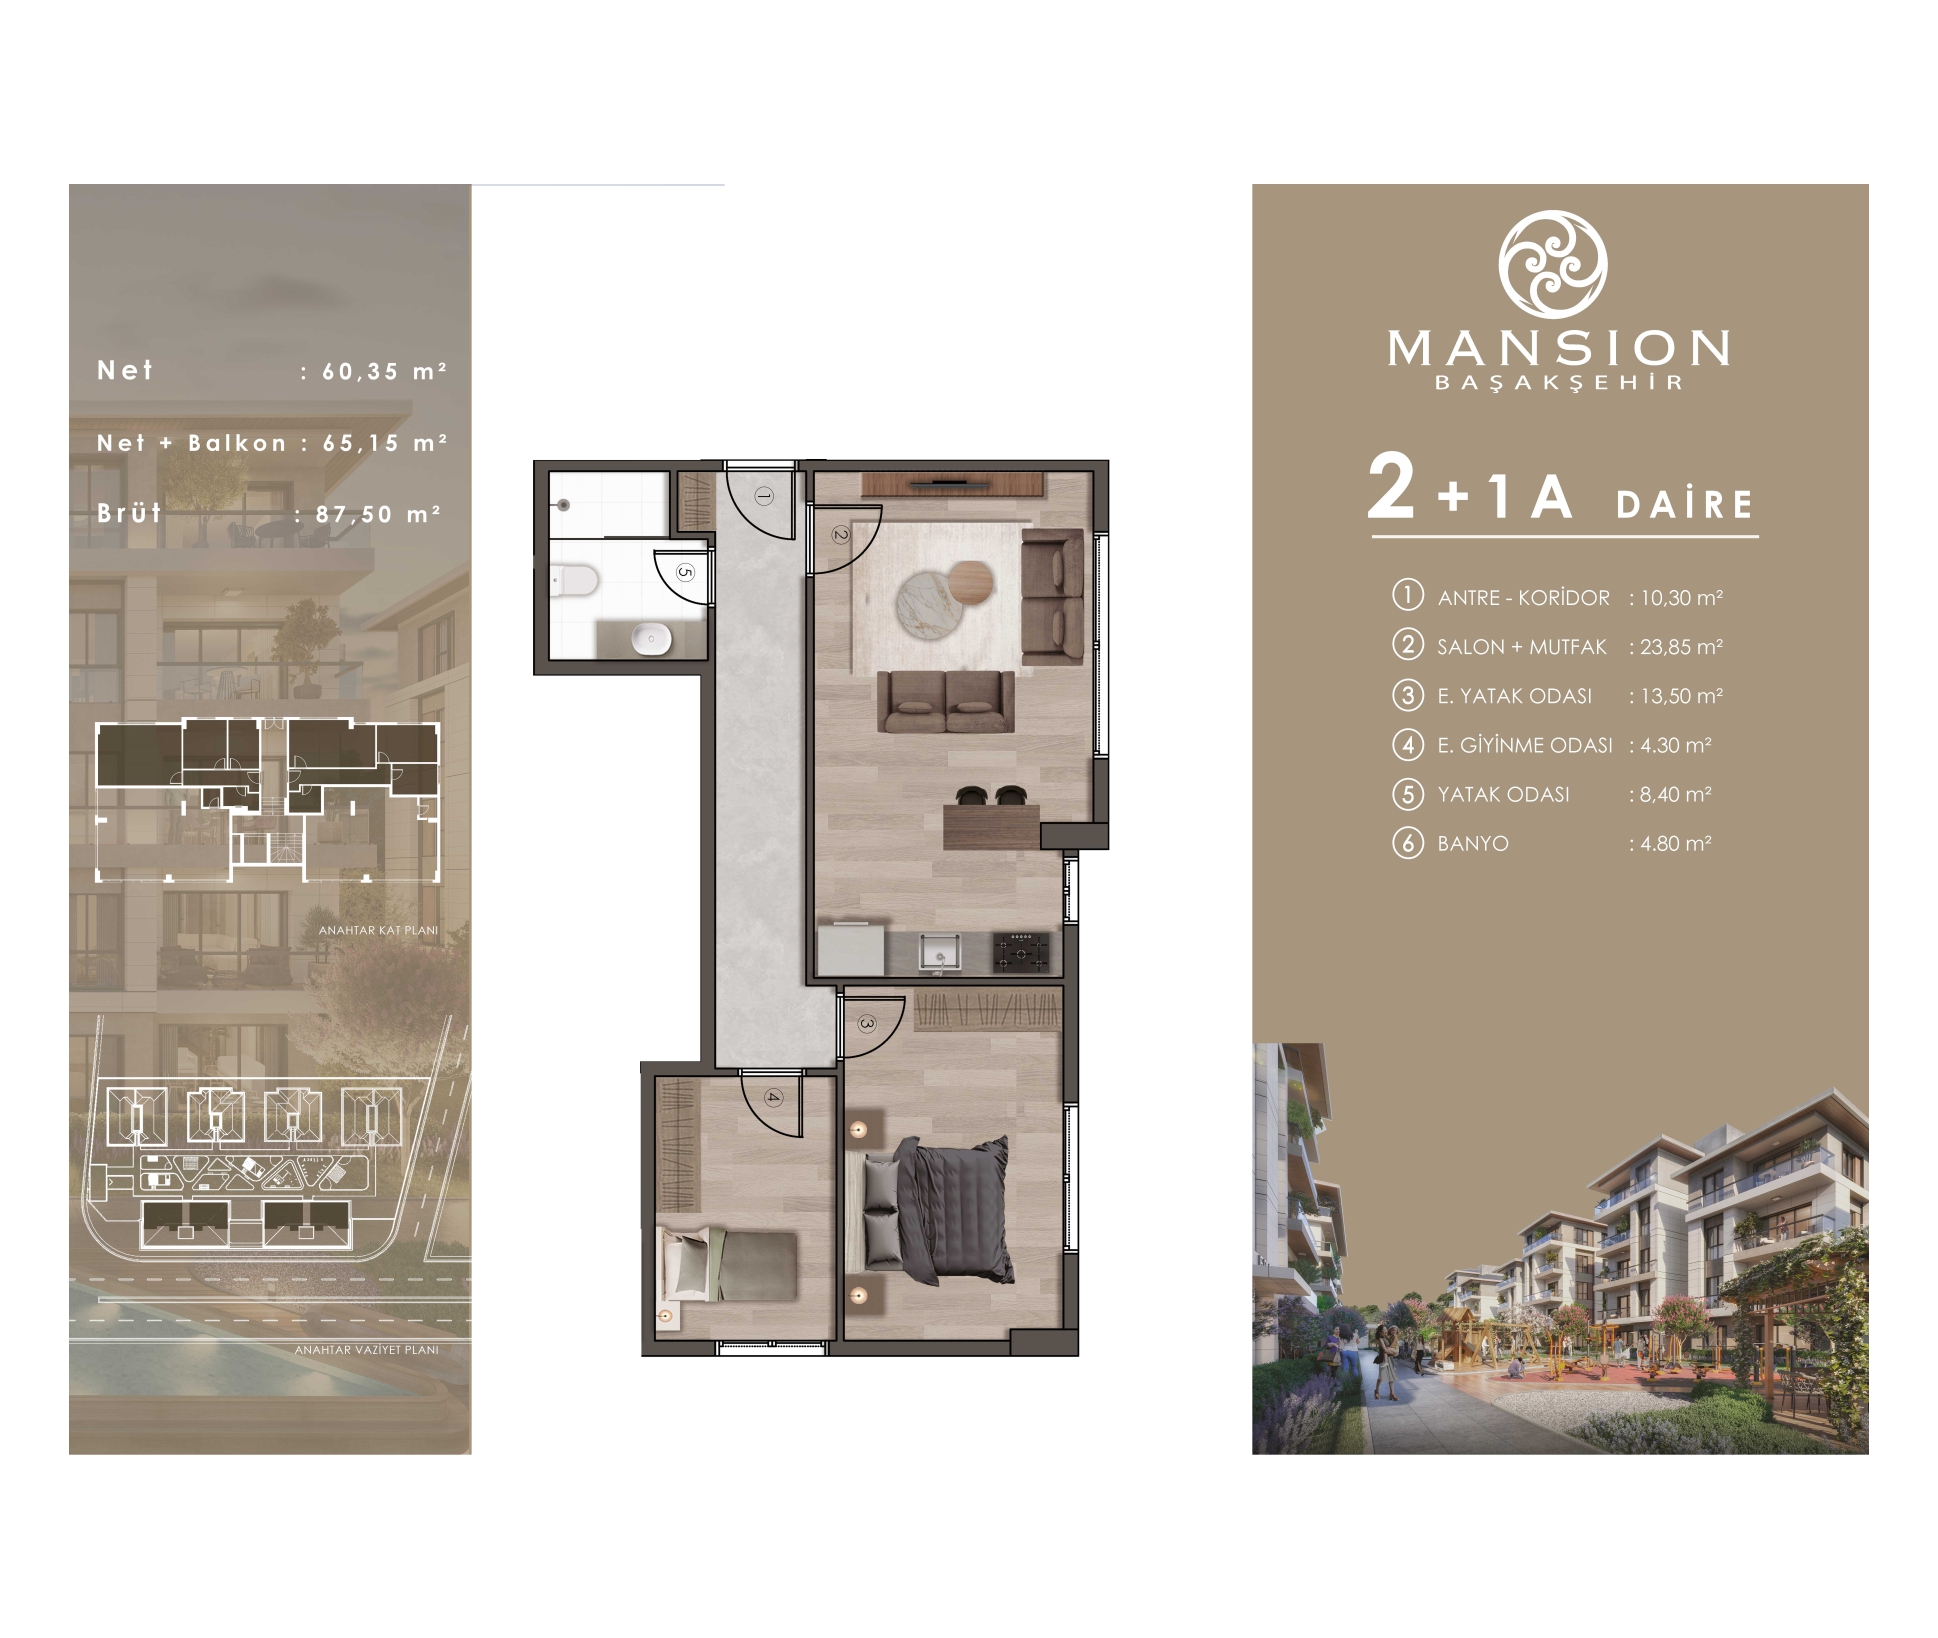 Net : 60,35 m²
Net + Balkon : 65,15 m²
Brüt : 87,50 m²
ANAHTAR KAT PLANI
ANAHTAR VAZİYET PLANI
1
2
5
3
4
MANSION
BAŞAKŞEHİR
2+1A DAİRE
1 ANTRE - KORİDOR : 10,30 m²
2 SALON + MUTFAK : 23,85 m²
3 E. YATAK ODASI : 13,50 m²
4 E. GİYİNME ODASI : 4.30 m²
5 YATAK ODASI : 8,40 m²
6 BANYO : 4.80 m²